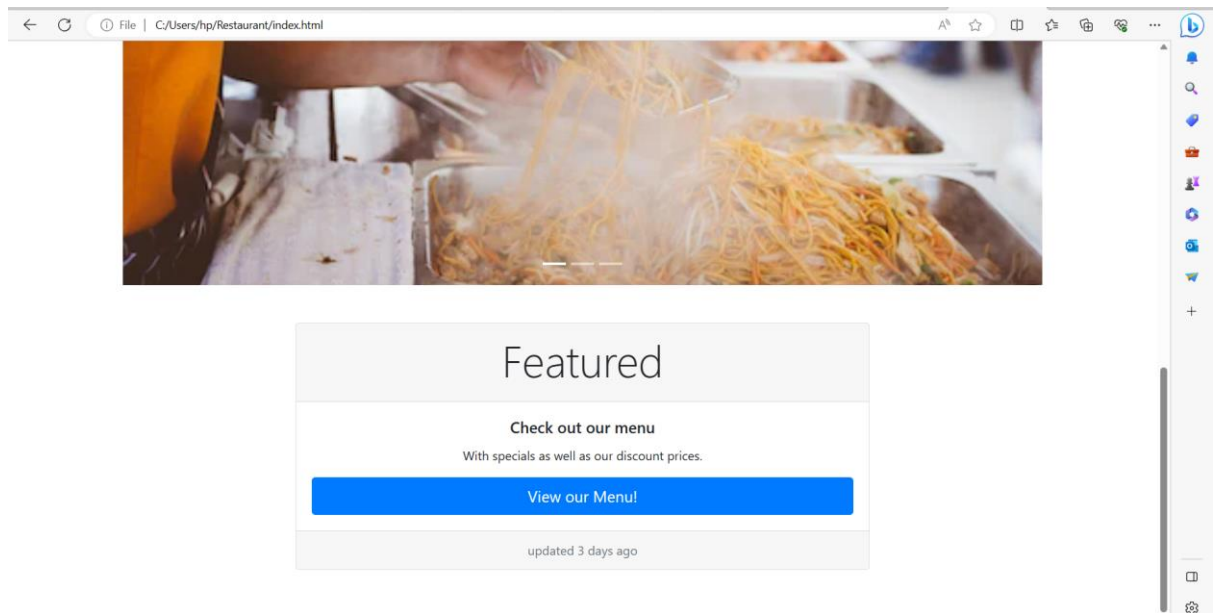 File | C:/Users/hp/Restaurant/index.html
Featured
Check out our menu
With specials as well as our discount prices.
View our Menu!
updated 3 days ago